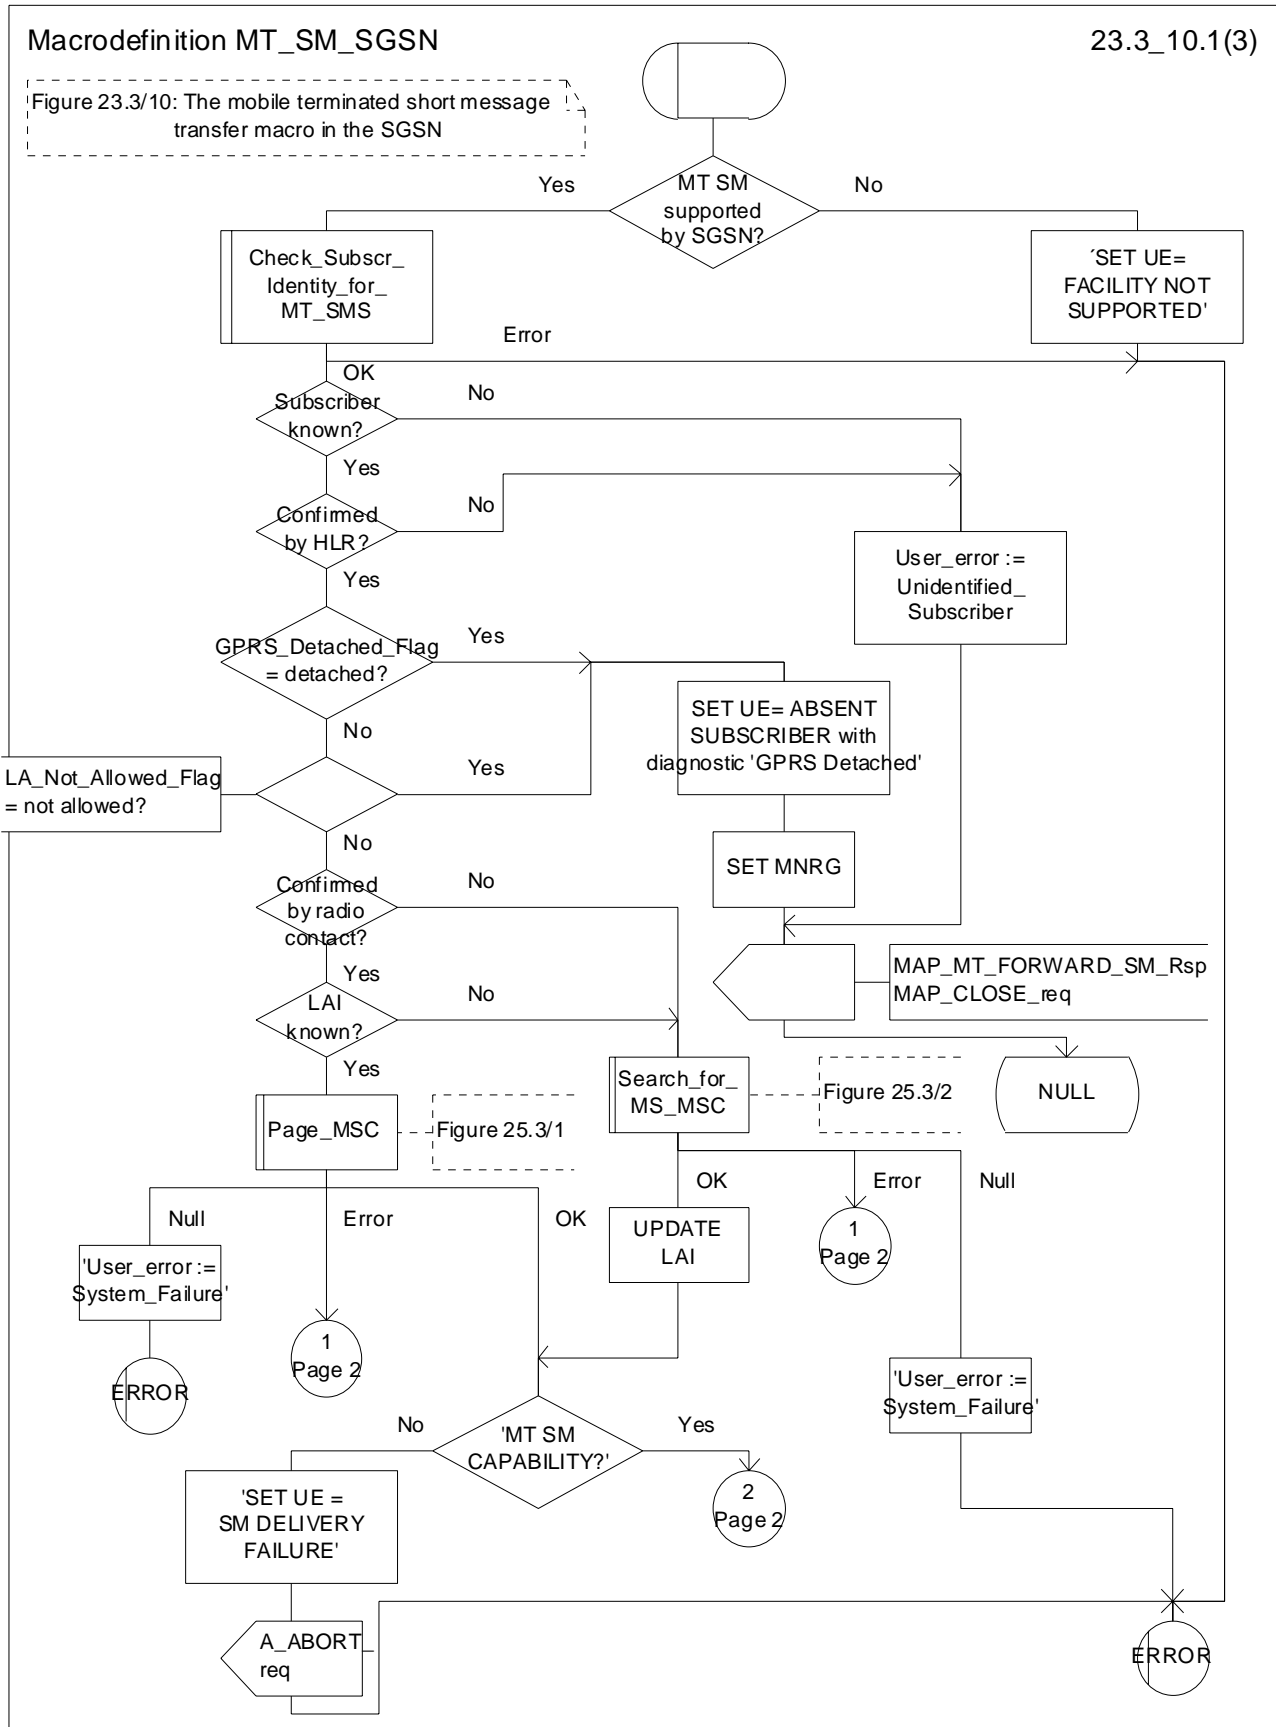 Macrodefinition MT_SM_SGSN
23.3_10.1(3)
Figure 23.3/10: The mobile terminated short message
transfer macro in the SGSN
MT SM
supported
by SGSN?
Yes
No
Check_Subscr_
Identity_for_
MT_SMS
´SET UE=
FACILITY NOT
SUPPORTED'
Error
OK
Subscriber
known?
No
Yes
Confirmed
by HLR?
No
Yes
User_error :=
Unidentified_
Subscriber
GPRS_Detached_Flag
= detached?
Yes
No
SET UE= ABSENT
SUBSCRIBER with
diagnostic 'GPRS Detached'
LA_Not_Allowed_Flag
= not allowed?
Yes
No
SET MNRG
Confirmed
by radio
contact?
No
Yes
MAP_MT_FORWARD_SM_Rsp
MAP_CLOSE_req
LAI
known?
No
Yes
Search_for_
MS_MSC
Figure 25.3/2
NULL
Page_MSC
Figure 25.3/1
OK
Error
Null
Null
Error
OK
UPDATE
LAI
1
Page 2
'User_error :=
System_Failure'
1
Page 2
ERROR
'User_error :=
System_Failure'
No
'MT SM
CAPABILITY?'
Yes
'SET UE =
SM DELIVERY
FAILURE'
2
Page 2
A_ABORT_
req
ERROR